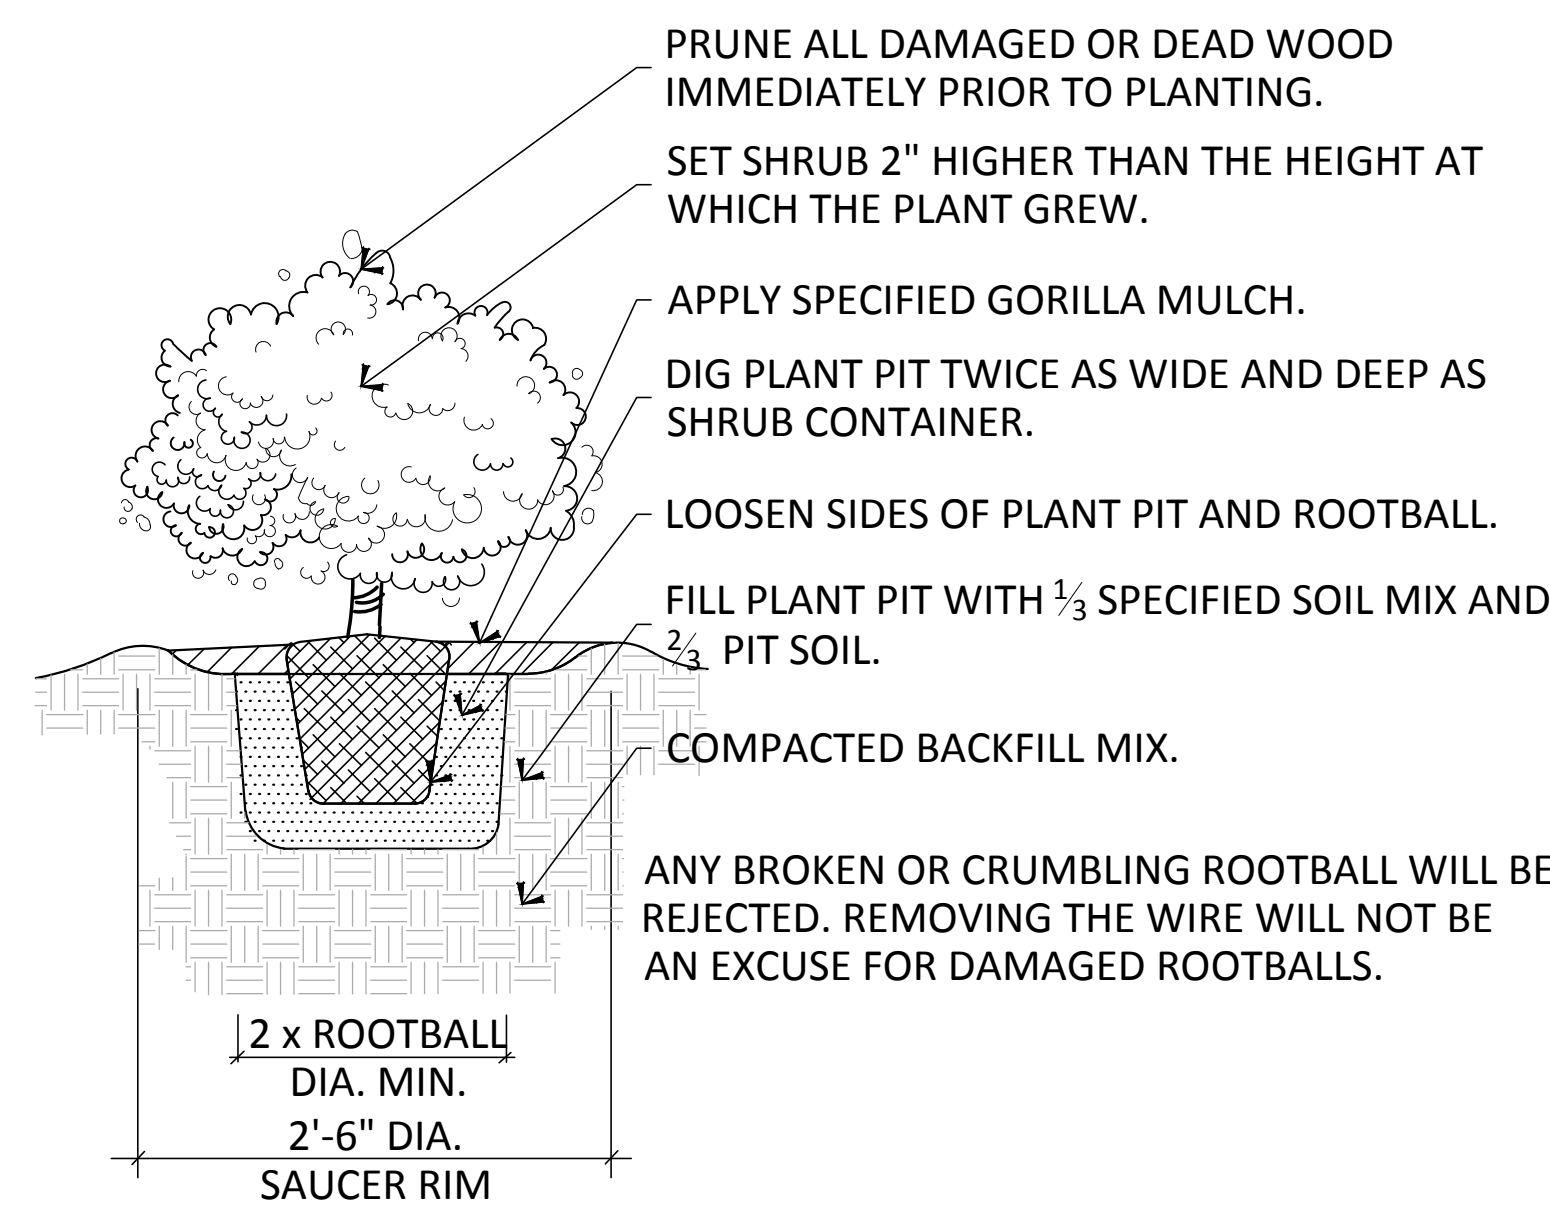 PRUNE ALL DAMAGED OR DEAD WOOD
IMMEDIATELY PRIOR TO PLANTING.
SET SHRUB 2" HIGHER THAN THE HEIGHT AT
WHICH THE PLANT GREW.
APPLY SPECIFIED GORILLA MULCH.
DIG PLANT PIT TWICE AS WIDE AND DEEP AS
SHRUB CONTAINER.
LOOSEN SIDES OF PLANT PIT AND ROOTBALL.
FILL PLANT PIT WITH 1/3 SPECIFIED SOIL MIX AND
2/3 PIT SOIL.
COMPACTED BACKFILL MIX.
ANY BROKEN OR CRUMBLING ROOTBALL WILL BE
REJECTED. REMOVING THE WIRE WILL NOT BE
AN EXCUSE FOR DAMAGED ROOTBALLS.
2 x ROOTBALL
DIA. MIN.
2'-6" DIA.
SAUCER RIM